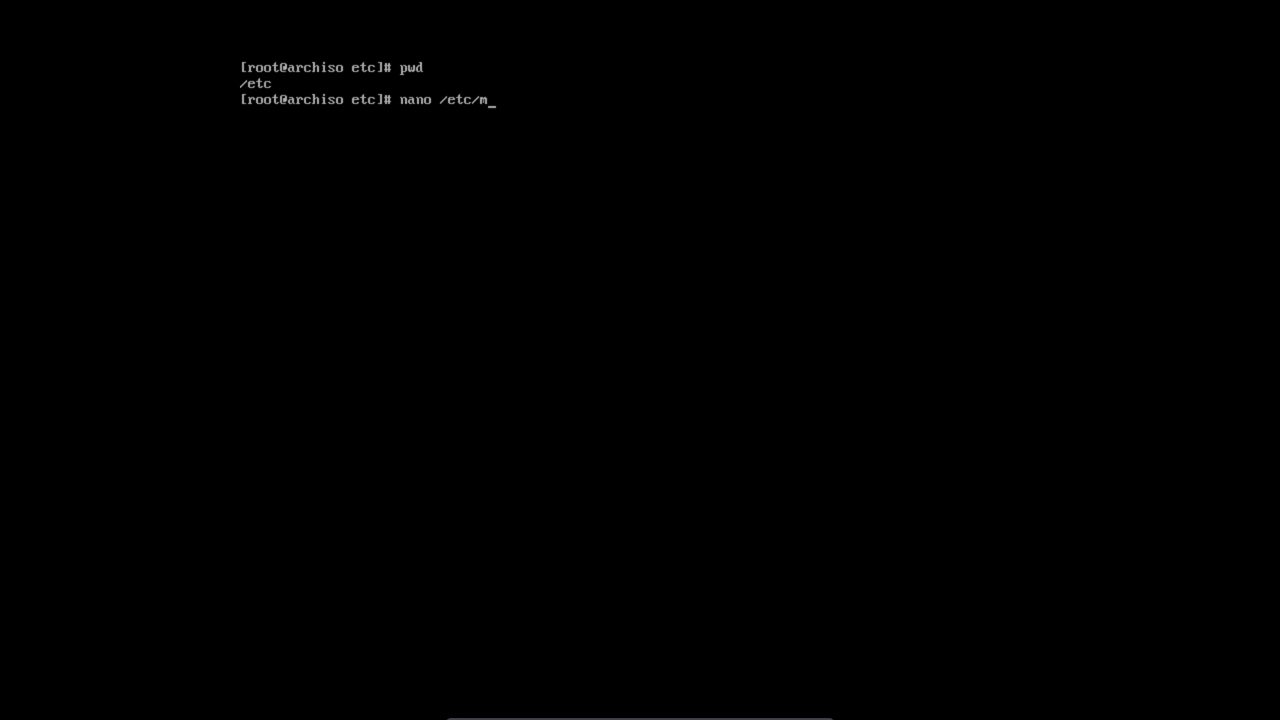 [root@archiso etc]# pwd
/etc
[root@archiso etc]# nano /etc/m_